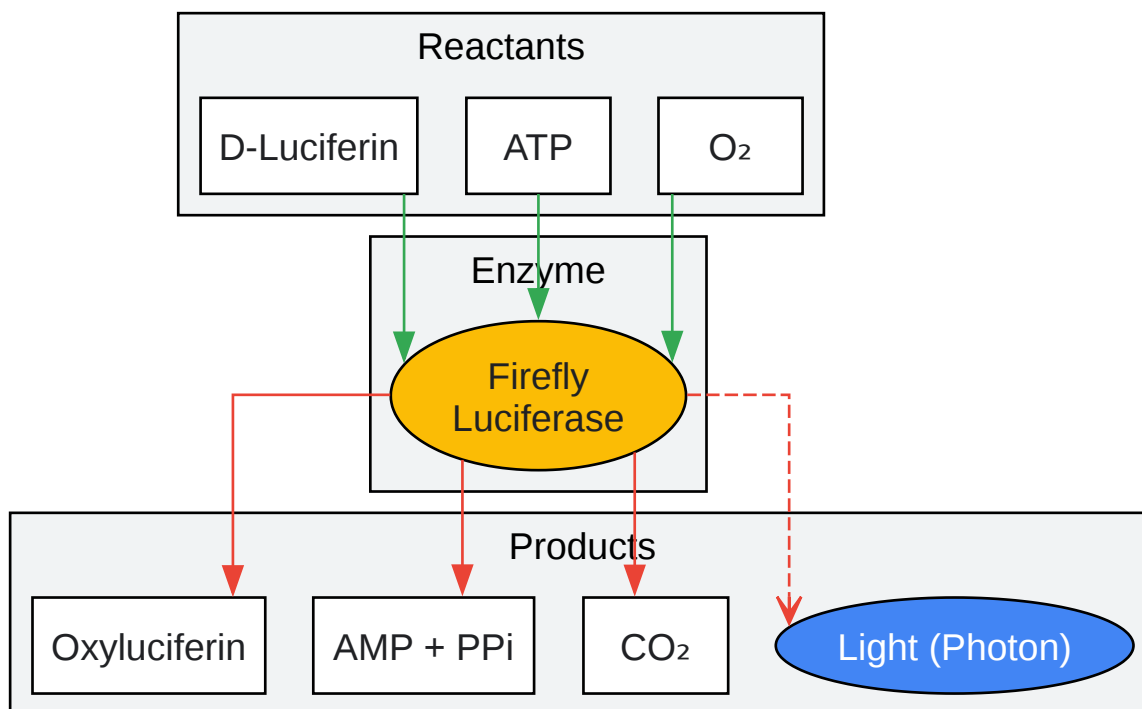 Reactants
D-Luciferin
ATP
O₂
Enzyme
Firefly
Luciferase
Products
Oxyluciferin
AMP + PPi
CO₂
Light (Photon)